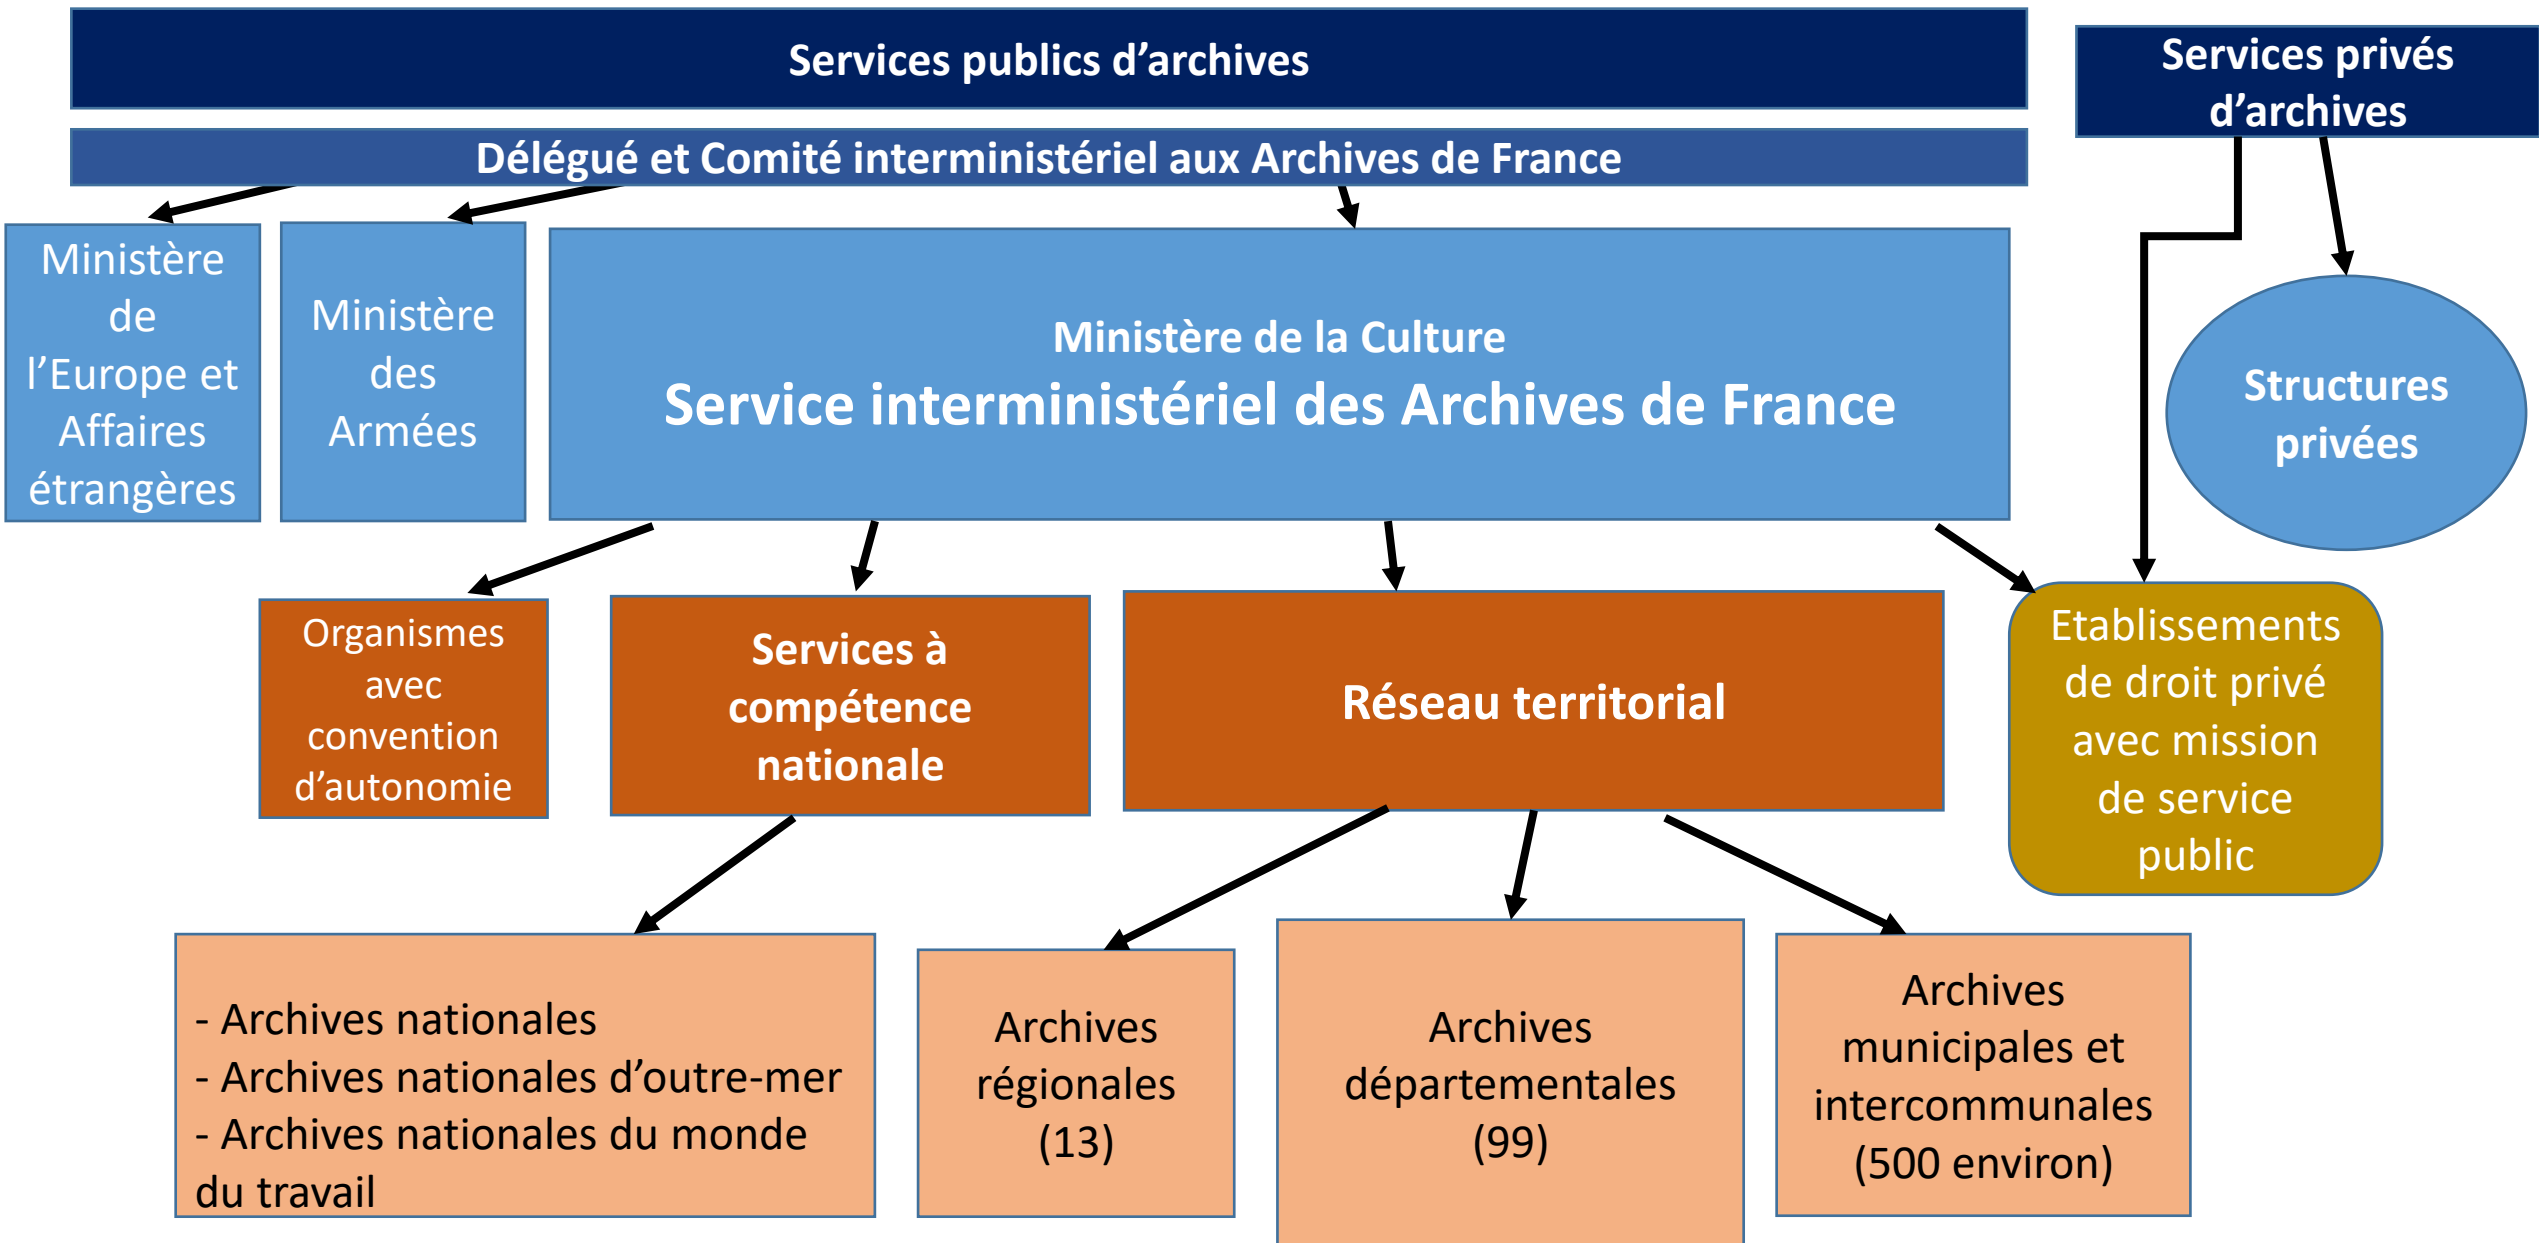 Services publics d’archives
Services privés
d’archives
Délégué et Comité interministériel aux Archives de France
Ministère
de
l’Europe et
Affaires
étrangères
Ministère
des
Armées
Ministère de la Culture
Service interministériel des Archives de France
Structures
privées
Organismes
avec
convention
d’autonomie
Services à
compétence
nationale
Réseau territorial
Etablissements
de droit privé
avec mission
de service
public
- Archives nationales
- Archives nationales d’outre-mer
- Archives nationales du monde
du travail
Archives
régionales
(13)
Archives
départementales
(99)
Archives
municipales et
intercommunales
(500 environ)